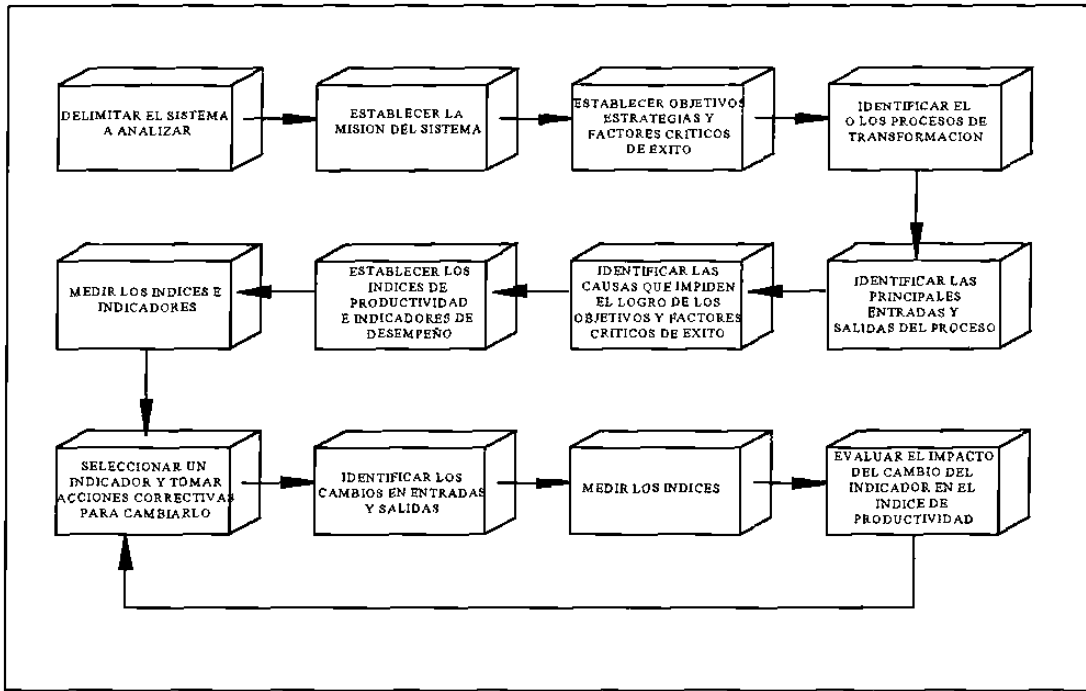 DELIMITAR EL SISTEMA
A ANALIZAR
ESTABLECER LA
MISION DEL SISTEMA
ESTABLECER OBJETIVOS
ESTRATEGIAS Y
FACTORES CRITICOS
DE EXITO
IDENTIFICAR EL
O LOS PROCESOS DE
TRANSFORMACION
IDENTIFICAR LAS
PRINCIPALES
ENTRADAS Y
SALIDAS DEL PROCESO
IDENTIFICAR LAS
CAUSAS QUE IMPIDEN
EL LOGRO DE LOS
OBJETIVOS Y FACTORES
CRITICOS DE EXITO
ESTABLECER LOS
INDICES DE
PRODUCTIVIDAD
E INDICADORES DE
DESEMPEÑO
MEDIR LOS INDICES E
INDICADORES
SELECCIONAR UN
INDICADOR Y TOMAR
ACCIONES CORRECTIVAS
PARA CAMBIARLO
IDENTIFICAR LOS
CAMBIOS EN ENTRADAS
Y SALIDAS
MEDIR LOS INDICES
EVALUAR EL IMPACTO
DEL CAMBIO DEL
INDICADOR EN EL
INDICE DE
PRODUCTIVIDAD